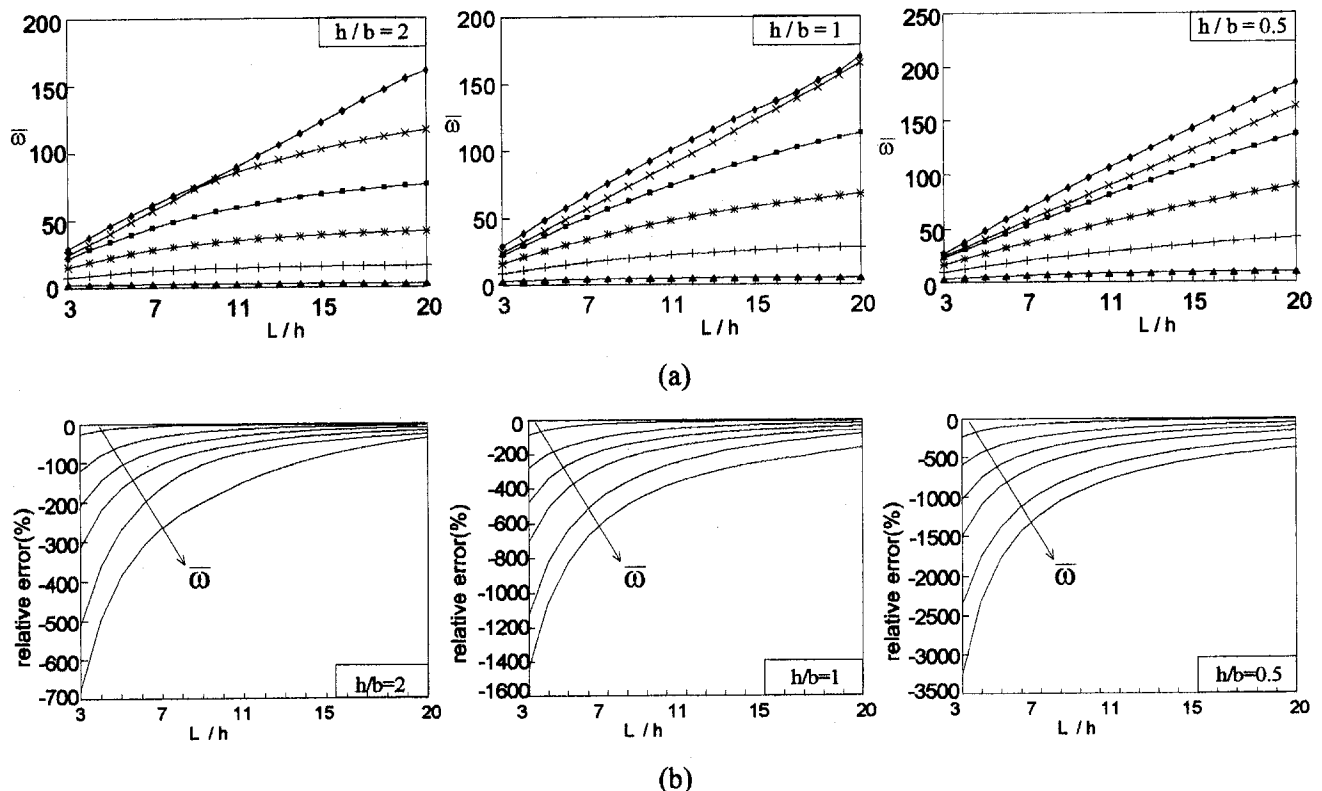 200
150
100
50
0
ω̅
h / b = 2
3 7 11 15 20
L / h
200
150
100
50
0
ω̅
h / b = 1
3 7 11 15 20
L / h
250
200
150
100
50
0
ω̅
h / b = 0.5
3 7 11 15 20
L / h
(a)
0
-100
-200
-300
-400
-500
-600
-700
relative error(%)
ω̅
h/b=2
3 7 11 15 20
L / h
0
-200
-400
-600
-800
-1000
-1200
-1400
-1600
relative error(%)
ω̅
h/b=1
3 7 11 15 20
L / h
0
-500
-1000
-1500
-2000
-2500
-3000
-3500
relative error(%)
ω̅
h/b=0.5
3 7 11 15 20
L / h
(b)